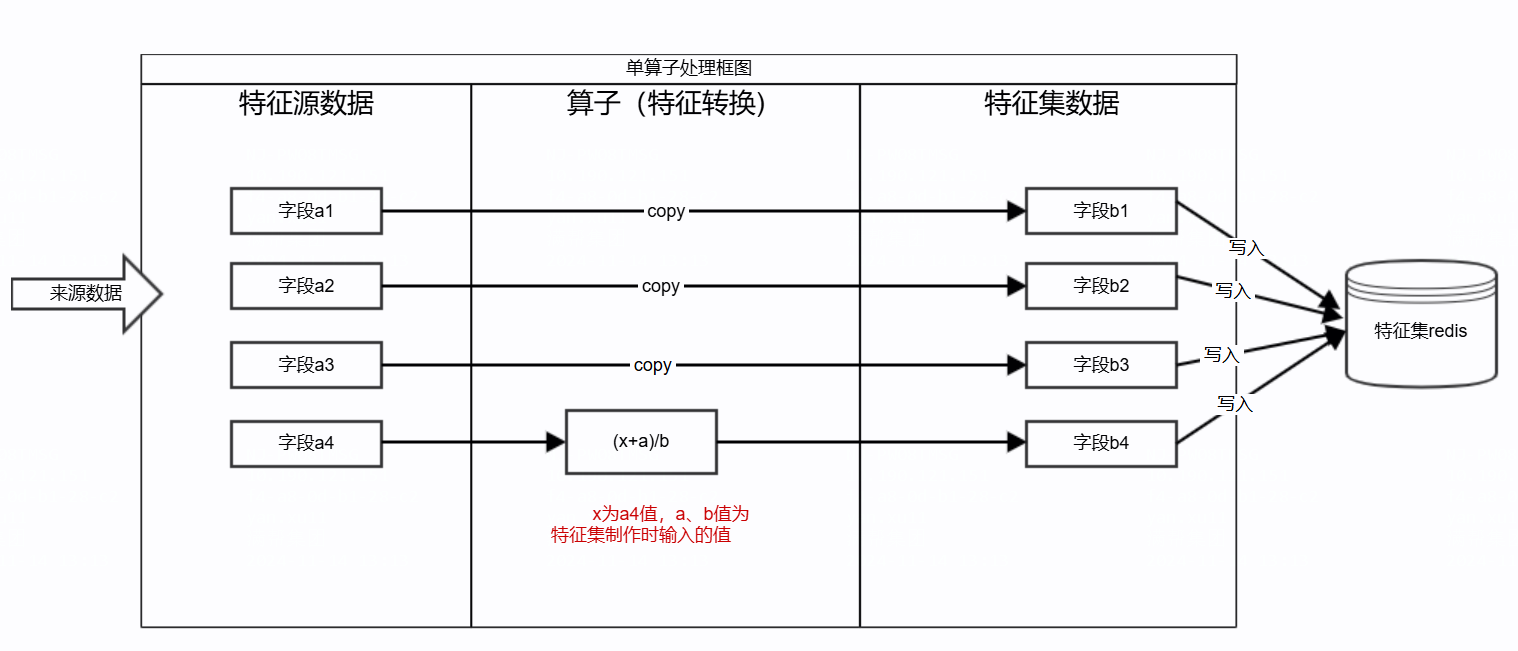 单算子处理框图
特征源数据
算子（特征转换）
特征集数据
字段a1
copy
字段b1
写入
来源数据
字段a2
copy
字段b2
写入
特征集redis
字段a3
copy
字段b3
写入
字段a4
(x+a)/b
字段b4
写入
x为a4值，a、b值为
特征集制作时输入的值